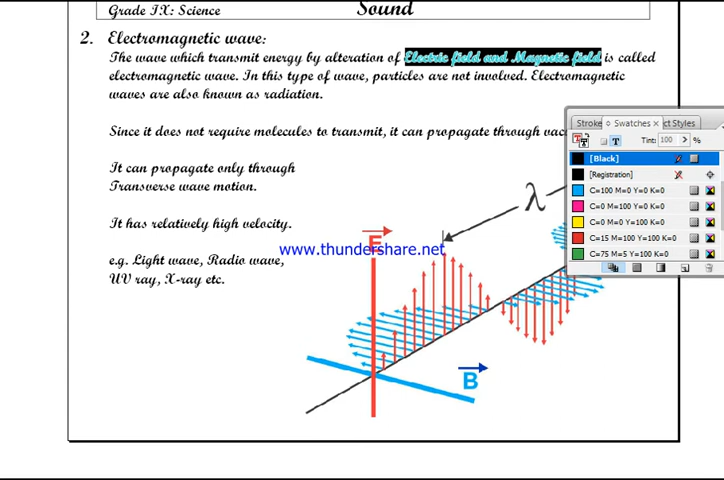 Grade IX: Science
Sound
2. Electromagnetic wave:
The wave which transmit energy by alteration of Electric field and Magnetic field is called
electromagnetic wave. In this type of wave, particles are not involved. Electromagnetic
waves are also known as radiation.
Since it does not require molecules to transmit, it can propagate through vac
It can propagate only through
Transverse wave motion.
It has relatively high velocity.
e.g. Light wave, Radio wave,
UV ray, X-ray etc.
λ
E
www.thundershare.net
B
Stroke
Swatches
ct Styles
T
Tint: 100 %
[Black]
[Registration]
C=100 M=0 Y=0 K=0
C=0 M=100 Y=0 K=0
C=0 M=0 Y=100 K=0
C=15 M=100 Y=100 K=0
C=75 M=5 Y=100 K=0